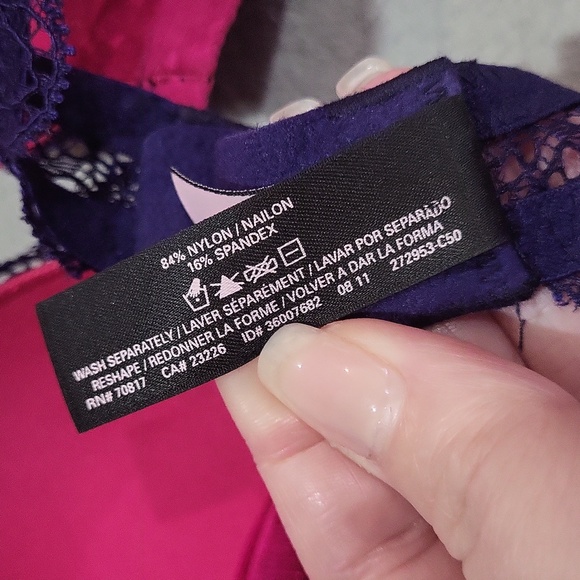 84% NYLON / NAILON
16% SPANDEX
WASH SEPARATELY / LAVER SÉPARÉMENT / LAVAR POR SEPARADO
RESHAPE / REDONNER LA FORME / VOLVER A DAR LA FORMA
RN# 70817 CA# 23226 ID# 36007682 08 11 272953-C50